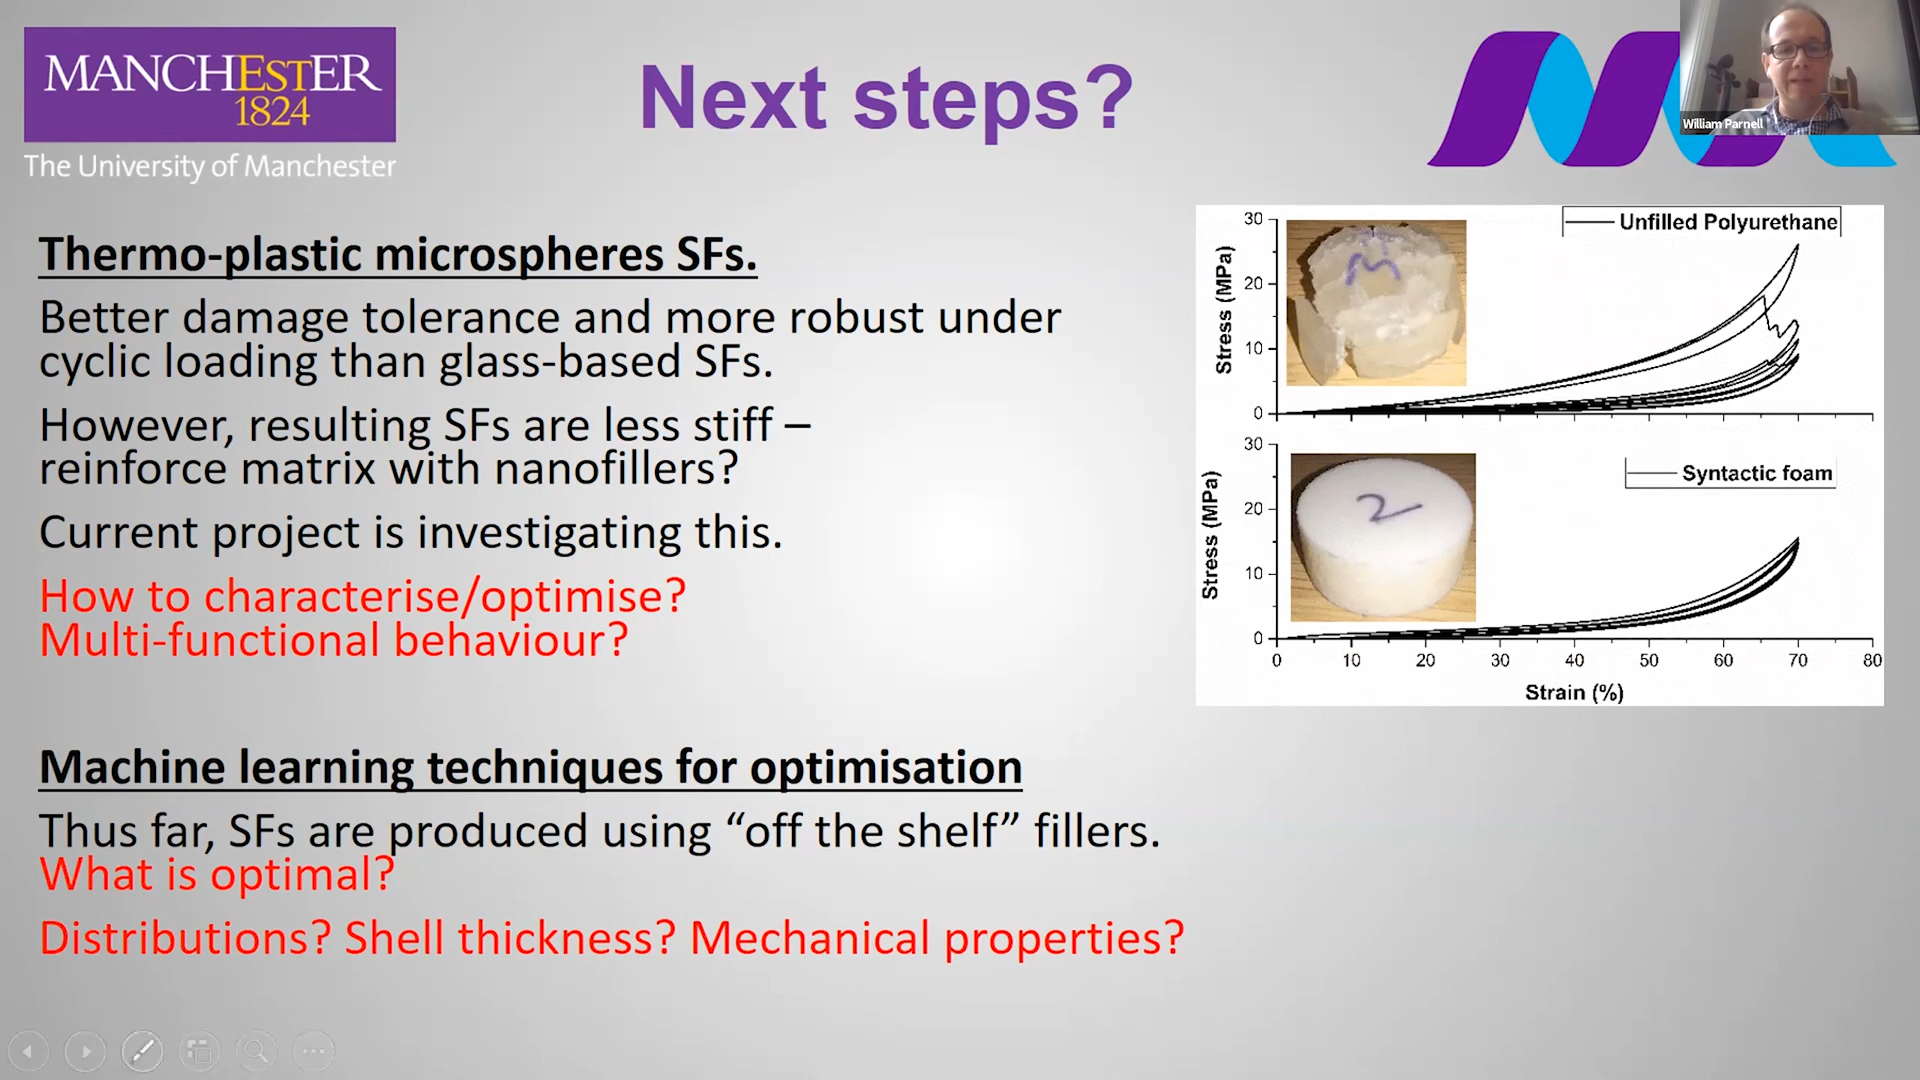 MANCHESTER
1824
The University of Manchester
Next steps?
William Parnell
Thermo-plastic microspheres SFs.
Better damage tolerance and more robust under
cyclic loading than glass-based SFs.
However, resulting SFs are less stiff –
reinforce matrix with nanofillers?
Current project is investigating this.
How to characterise/optimise?
Multi-functional behaviour?
Machine learning techniques for optimisation
Thus far, SFs are produced using “off the shelf” fillers.
What is optimal?
Distributions? Shell thickness? Mechanical properties?
Unfilled Polyurethane
Stress (MPa)
30
20
10
0
Syntactic foam
2
Stress (MPa)
30
20
10
0
0 10 20 30 40 50 60 70 80
Strain (%)